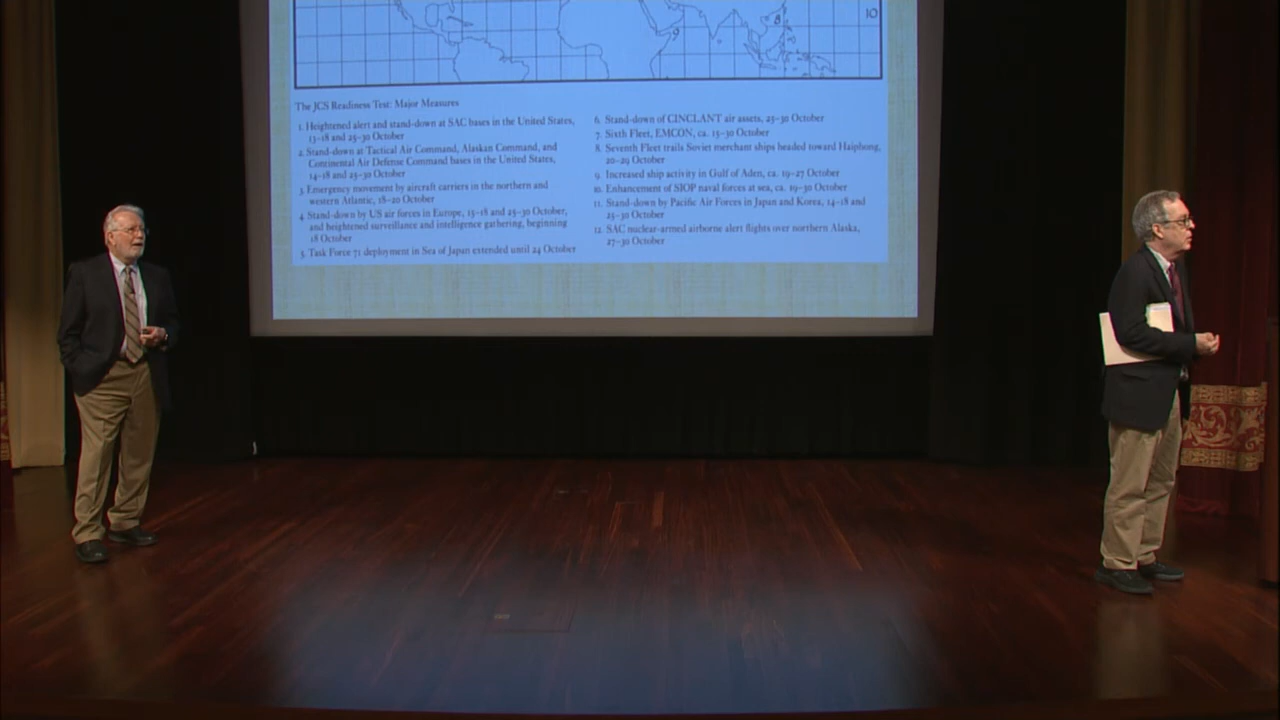 10
8
9
The JCS Readiness Test: Major Measures
1. Heightened alert and stand-down at SAC bases in the United States,
13–18 and 25–30 October
2. Stand-down at Tactical Air Command, Alaskan Command, and
Continental Air Defense Command bases in the United States,
14–18 and 25–30 October
3. Emergency movement by aircraft carriers in the northern and
western Atlantic, 18–20 October
4. Stand-down by US air forces in Europe, 15–18 and 25–30 October,
and heightened surveillance and intelligence gathering, beginning
18 October
5. Task Force 71 deployment in Sea of Japan extended until 24 October
6. Stand-down of CINCLANT air assets, 25–30 October
7. Sixth Fleet, EMCON, ca. 15–30 October
8. Seventh Fleet trails Soviet merchant ships headed toward Haiphong,
20–29 October
9. Increased ship activity in Gulf of Aden, ca. 19–27 October
10. Enhancement of SIOP naval forces at sea, ca. 19–30 October
11. Stand-down by Pacific Air Forces in Japan and Korea, 14–18 and
25–30 October
12. SAC nuclear-armed airborne alert flights over northern Alaska,
27–30 October